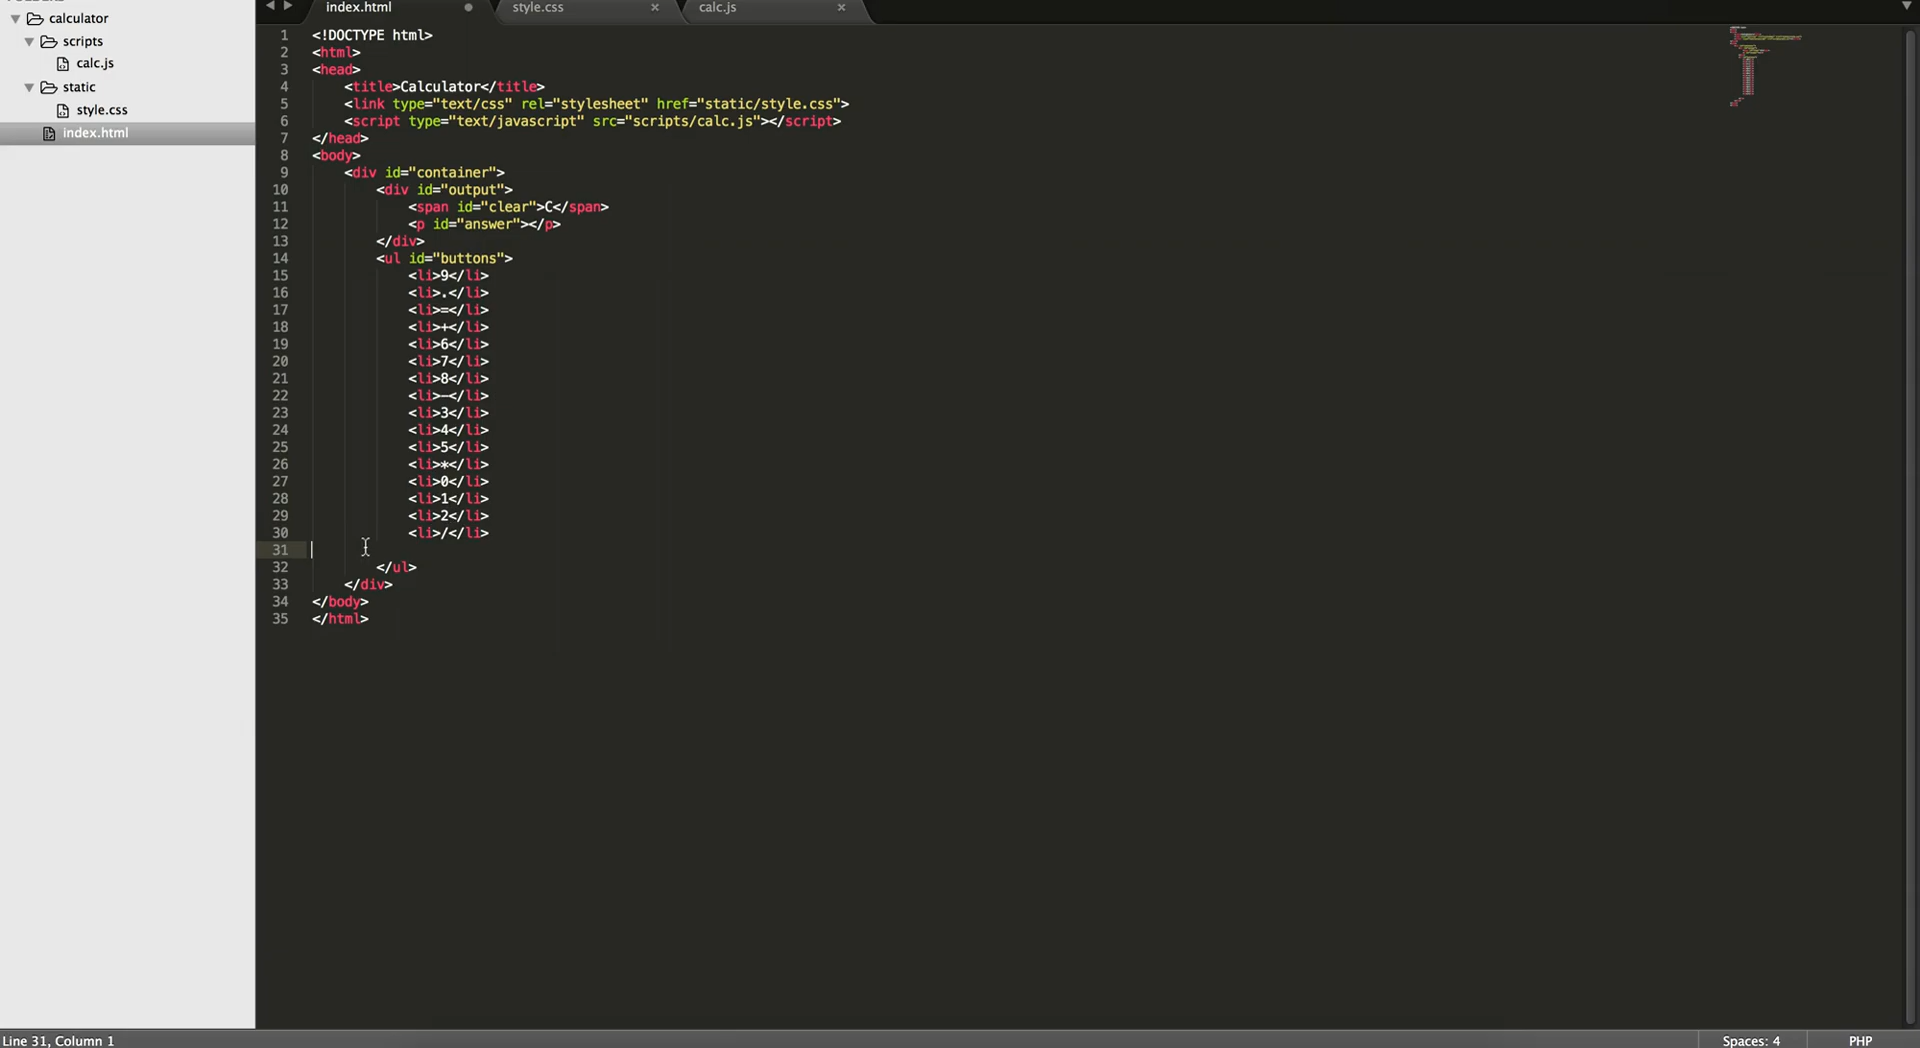 index.html
style.css
calc.js
calculator
scripts
calc.js
static
style.css
index.html
1 <!DOCTYPE html>
2 <html>
3 <head>
4 <title>Calculator</title>
5 <link type="text/css" rel="stylesheet" href="static/style.css">
6 <script type="text/javascript" src="scripts/calc.js"></script>
7 </head>
8 <body>
9 <div id="container">
10 <div id="output">
11 <span id="clear">C</span>
12 <p id="answer"></p>
13 </div>
14 <ul id="buttons">
15 <li>9</li>
16 <li>.</li>
17 <li>=</li>
18 <li>+</li>
19 <li>6</li>
20 <li>7</li>
21 <li>8</li>
22 <li>-</li>
23 <li>3</li>
24 <li>4</li>
25 <li>5</li>
26 <li>*</li>
27 <li>0</li>
28 <li>1</li>
29 <li>2</li>
30 <li>/</li>
31
32 </ul>
33 </div>
34 </body>
35 </html>
Line 31, Column 1
Spaces: 4
PHP